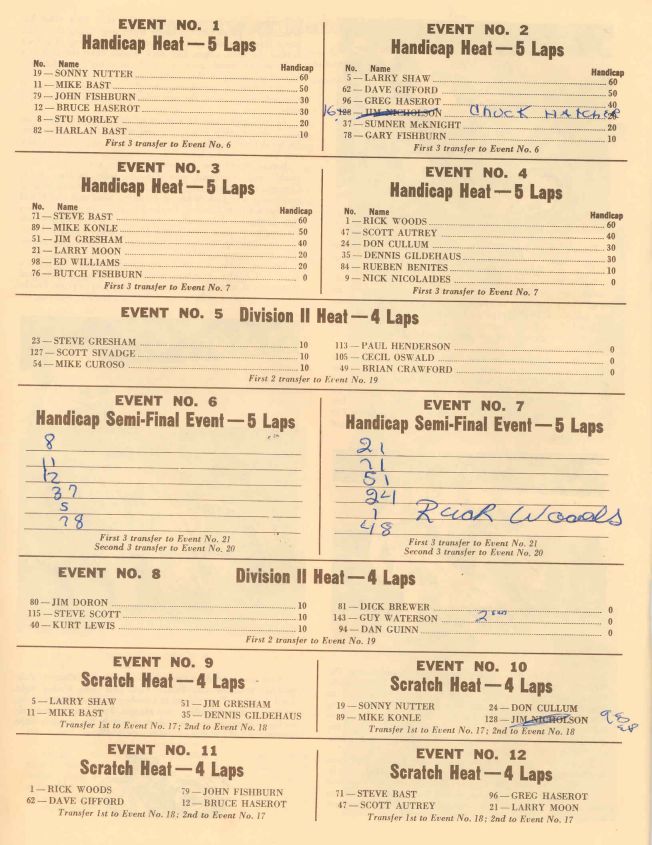 EVENT NO. 1
Handicap Heat — 5 Laps
No. Name Handicap
19 — SONNY NUTTER 60
11 — MIKE BAST 50
79 — JOHN FISHBURN 30
12 — BRUCE HASEROT 30
8 — STU MORLEY 20
82 — HARLAN BAST 10
First 3 transfer to Event No. 6
EVENT NO. 2
Handicap Heat — 5 Laps
No. Name Handicap
5 — LARRY SHAW 60
62 — DAVE GIFFORD 50
96 — GREG HASEROT 40
16 128 — JIM NICHOLSON CHUCK HATCHER
37 — SUMNER McKNIGHT 20
78 — GARY FISHBURN 10
First 3 transfer to Event No. 6
EVENT NO. 3
Handicap Heat — 5 Laps
No. Name Handicap
71 — STEVE BAST 60
89 — MIKE KONLE 50
51 — JIM GRESHAM 40
21 — LARRY MOON 20
98 — ED WILLIAMS 20
76 — BUTCH FISHBURN 0
First 3 transfer to Event No. 7
EVENT NO. 4
Handicap Heat — 5 Laps
No. Name Handicap
1 — RICK WOODS 60
47 — SCOTT AUTREY 40
24 — DON CULLUM 30
35 — DENNIS GILDEHAUS 30
84 — RUEBEN BENITES 10
9 — NICK NICOLAIDES 0
First 3 transfer to Event No. 7
EVENT NO. 5 Division II Heat — 4 Laps
23 — STEVE GRESHAM 10
127 — SCOTT SIVADGE 10
54 — MIKE CUROSO 10
113 — PAUL HENDERSON 0
105 — CECIL OSWALD 0
49 — BRIAN CRAWFORD 0
First 2 transfer to Event No. 19
EVENT NO. 6
Handicap Semi-Final Event — 5 Laps
8
11
12
37
5
78
First 3 transfer to Event No. 21
Second 3 transfer to Event No. 20
EVENT NO. 7
Handicap Semi-Final Event — 5 Laps
21
71
51
24
1 Rick Woods
48
First 3 transfer to Event No. 21
Second 3 transfer to Event No. 20
EVENT NO. 8 Division II Heat — 4 Laps
80 — JIM DORON 10
115 — STEVE SCOTT 10
40 — KURT LEWIS 10
81 — DICK BREWER 0
143 — GUY WATERSON 2nd 0
94 — DAN GUINN 0
First 2 transfer to Event No. 19
EVENT NO. 9
Scratch Heat — 4 Laps
5 — LARRY SHAW 51 — JIM GRESHAM
11 — MIKE BAST 35 — DENNIS GILDEHAUS
Transfer 1st to Event No. 17; 2nd to Event No. 18
EVENT NO. 10
Scratch Heat — 4 Laps
19 — SONNY NUTTER 24 — DON CULLUM
89 — MIKE KONLE 128 — JIM NICHOLSON 98
Transfer 1st to Event No. 17; 2nd to Event No. 18
EVENT NO. 11
Scratch Heat — 4 Laps
1 — RICK WOODS 79 — JOHN FISHBURN
62 — DAVE GIFFORD 12 — BRUCE HASEROT
Transfer 1st to Event No. 18; 2nd to Event No. 17
EVENT NO. 12
Scratch Heat — 4 Laps
71 — STEVE BAST 96 — GREG HASEROT
47 — SCOTT AUTREY 21 — LARRY MOON
Transfer 1st to Event No. 18; 2nd to Event No. 17